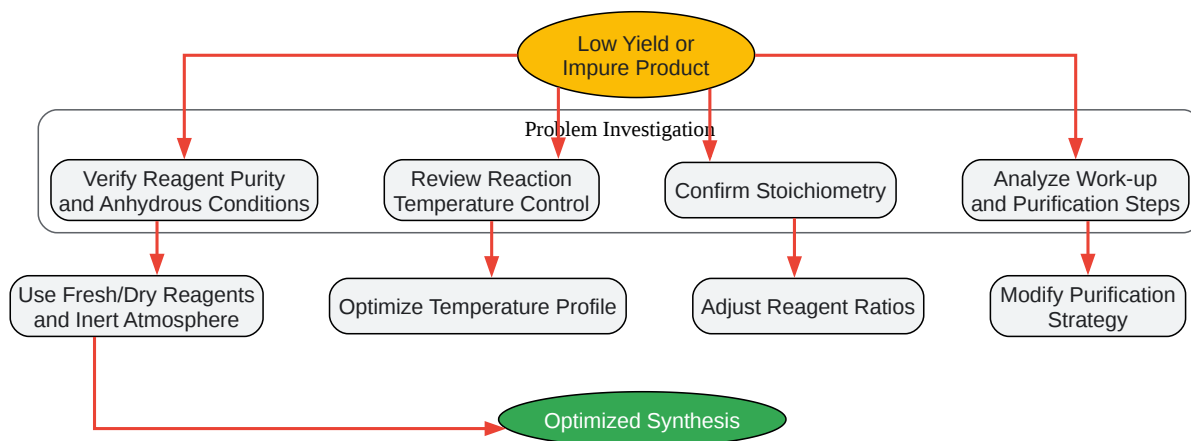 Low Yield or
Impure Product
Problem Investigation
Verify Reagent Purity
and Anhydrous Conditions
Review Reaction
Temperature Control
Confirm Stoichiometry
Analyze Work-up
and Purification Steps
Use Fresh/Dry Reagents
and Inert Atmosphere
Optimize Temperature Profile
Adjust Reagent Ratios
Modify Purification
Strategy
Optimized Synthesis